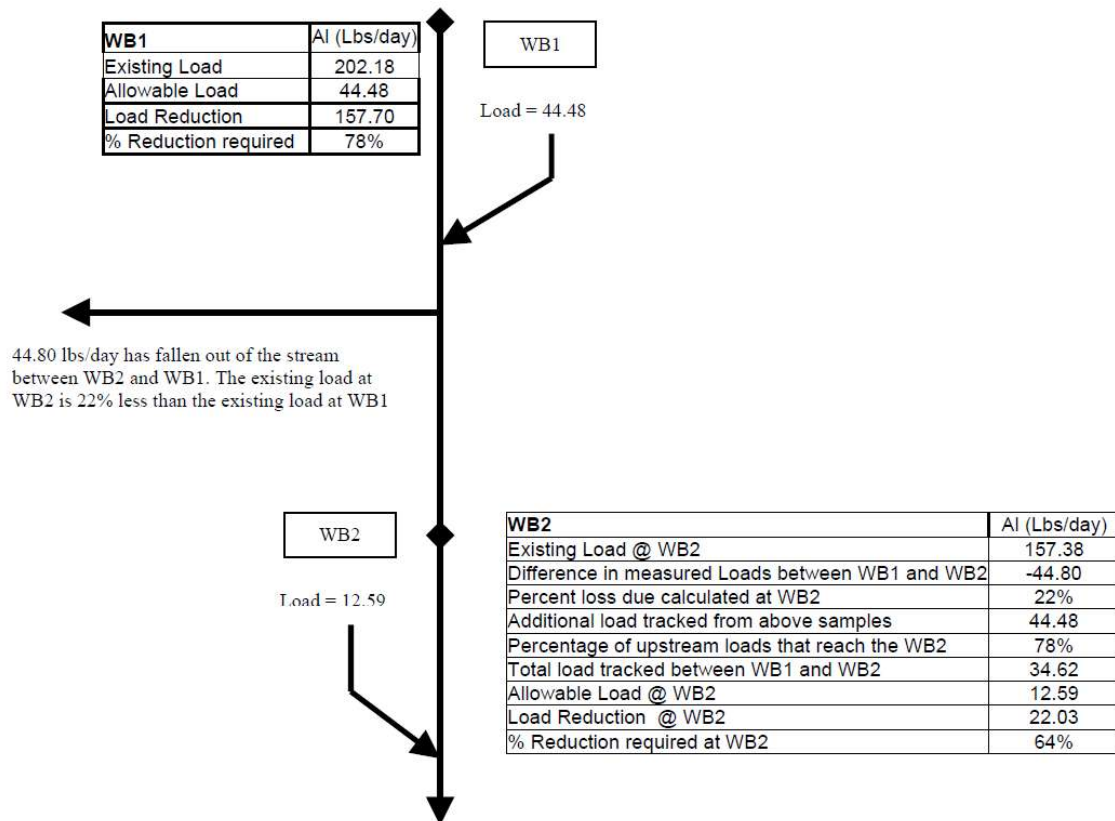 WB1 Al (Lbs/day)
Existing Load 202.18
Allowable Load 44.48
Load Reduction 157.70
% Reduction required 78%
WB1
Load = 44.48
44.80 lbs/day has fallen out of the stream
between WB2 and WB1. The existing load at
WB2 is 22% less than the existing load at WB1
WB2
Load = 12.59
WB2 Al (Lbs/day)
Existing Load @ WB2 157.38
Difference in measured Loads between WB1 and WB2 -44.80
Percent loss due calculated at WB2 22%
Additional load tracked from above samples 44.48
Percentage of upstream loads that reach the WB2 78%
Total load tracked between WB1 and WB2 34.62
Allowable Load @ WB2 12.59
Load Reduction @ WB2 22.03
% Reduction required at WB2 64%